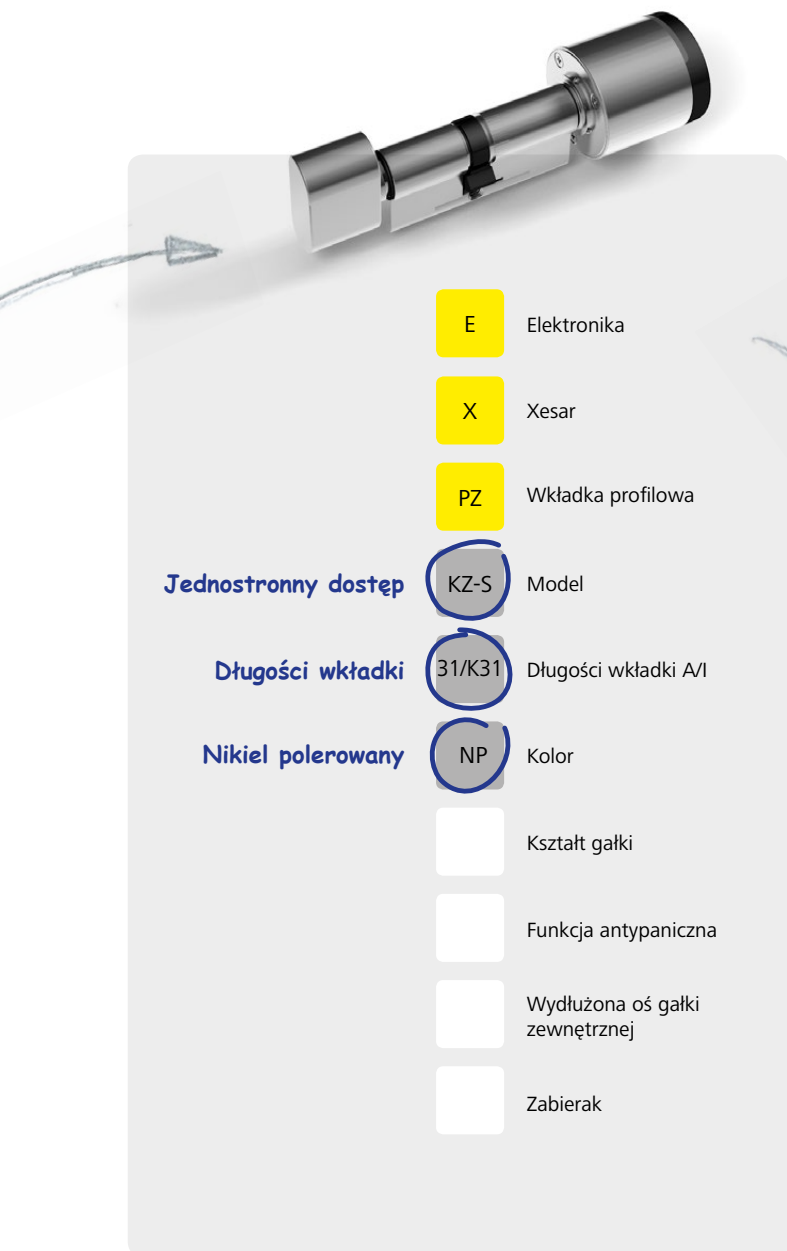 E Elektronika
X Xesar
PZ Wkładka profilowa
Jednostronny dostęp KZ-S Model
Długości wkładki 31/K31 Długości wkładki A/I
Nikiel polerowany NP Kolor
Kształt gałki
Funkcja antypaniczna
Wydłużona oś gałki
zewnętrznej
Zabierak